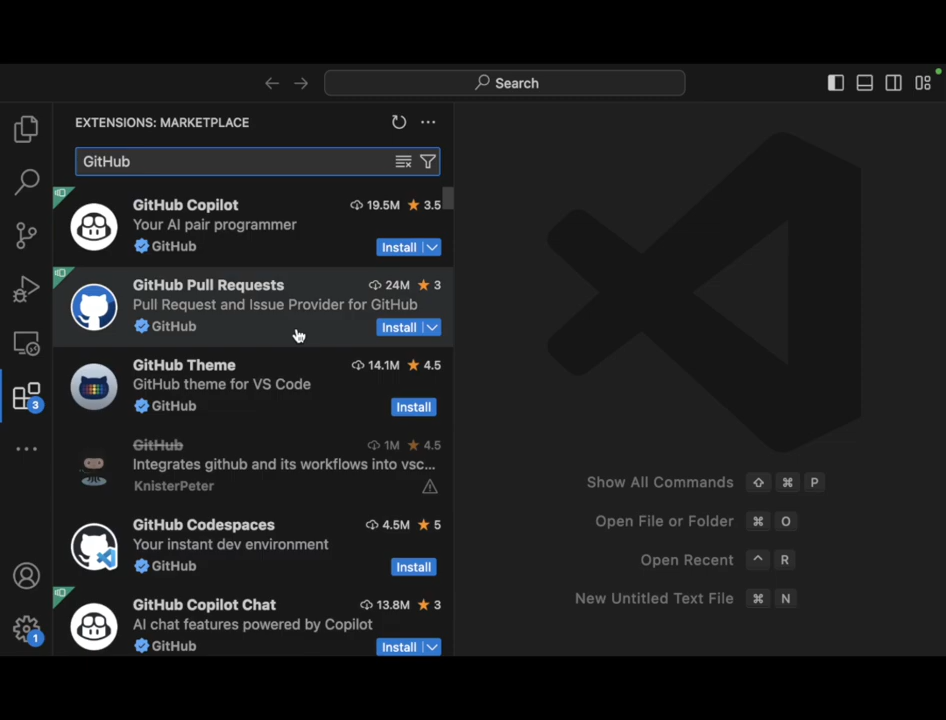 Search
EXTENSIONS: MARKETPLACE
GitHub
GitHub Copilot 19.5M 3.5
Your AI pair programmer
GitHub Install
GitHub Pull Requests 24M 3
Pull Request and Issue Provider for GitHub
GitHub Install
GitHub Theme 14.1M 4.5
GitHub theme for VS Code
GitHub Install
GitHub 1M 4.5
Integrates github and its workflows into vsc...
KnisterPeter
GitHub Codespaces 4.5M 5
Your instant dev environment
GitHub Install
GitHub Copilot Chat 13.8M 3
AI chat features powered by Copilot
GitHub Install
3
1
Show All Commands ⇧ ⌘ P
Open File or Folder ⌘ O
Open Recent ^ R
New Untitled Text File ⌘ N